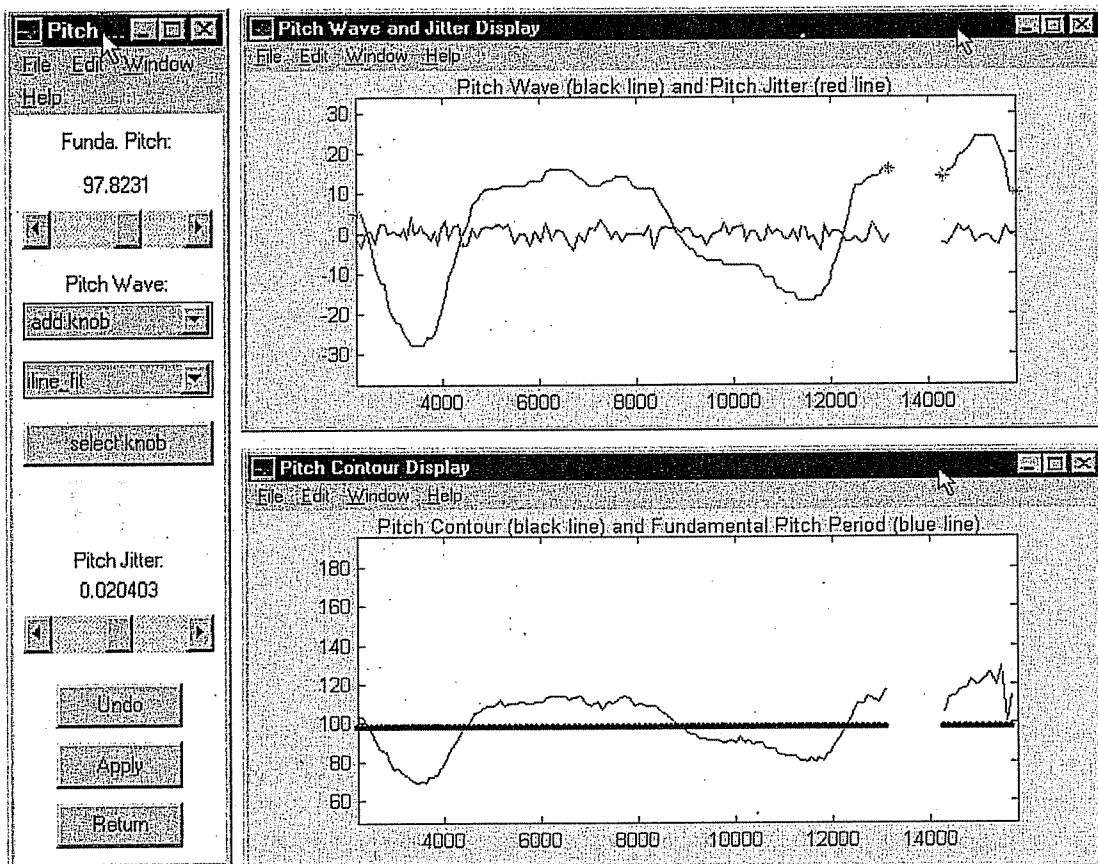 Pitch ...
File Edit Window
Help
Funda. Pitch:
97.8231
Pitch Wave:
add knob
iline_fit
select knob
Pitch Jitter:
0.020403
Undo
Apply
Return
Pitch Wave and Jitter Display
File Edit Window Help
Pitch Wave (black line) and Pitch Jitter (red line)
30
20
10
0
-10
-20
-30
4000 6000 8000 10000 12000 14000
Pitch Contour Display
File Edit Window Help
Pitch Contour (black line) and Fundamental Pitch Period (blue line)
180
160
140
120
100
80
60
4000 6000 8000 10000 12000 14000